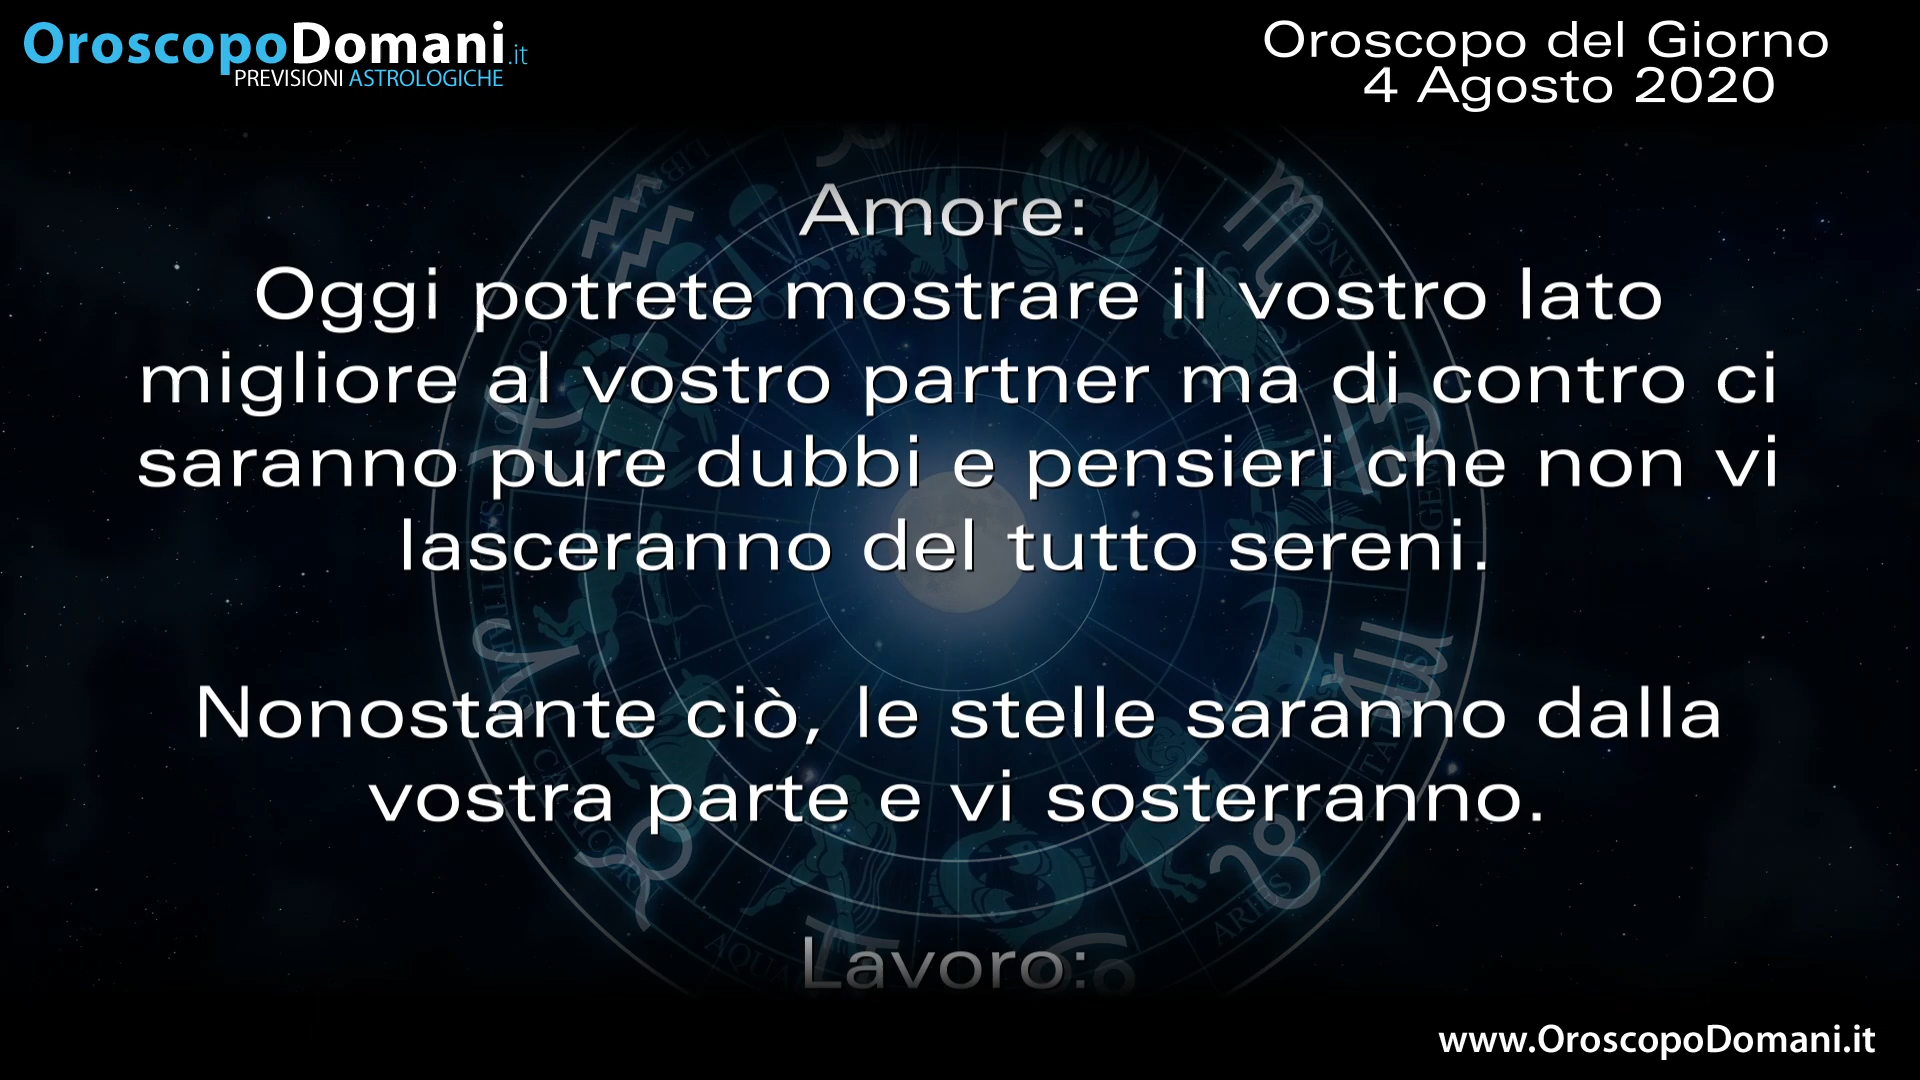 OroscopoDomani.it
PREVISIONI ASTROLOGICHE
Oroscopo del Giorno
4 Agosto 2020
Amore:
Oggi potrete mostrare il vostro lato
migliore al vostro partner ma di contro ci
saranno pure dubbi e pensieri che non vi
lasceranno del tutto sereni.
Nonostante ciò, le stelle saranno dalla
vostra parte e vi sosterranno.
Lavoro:
www.OroscopoDomani.it